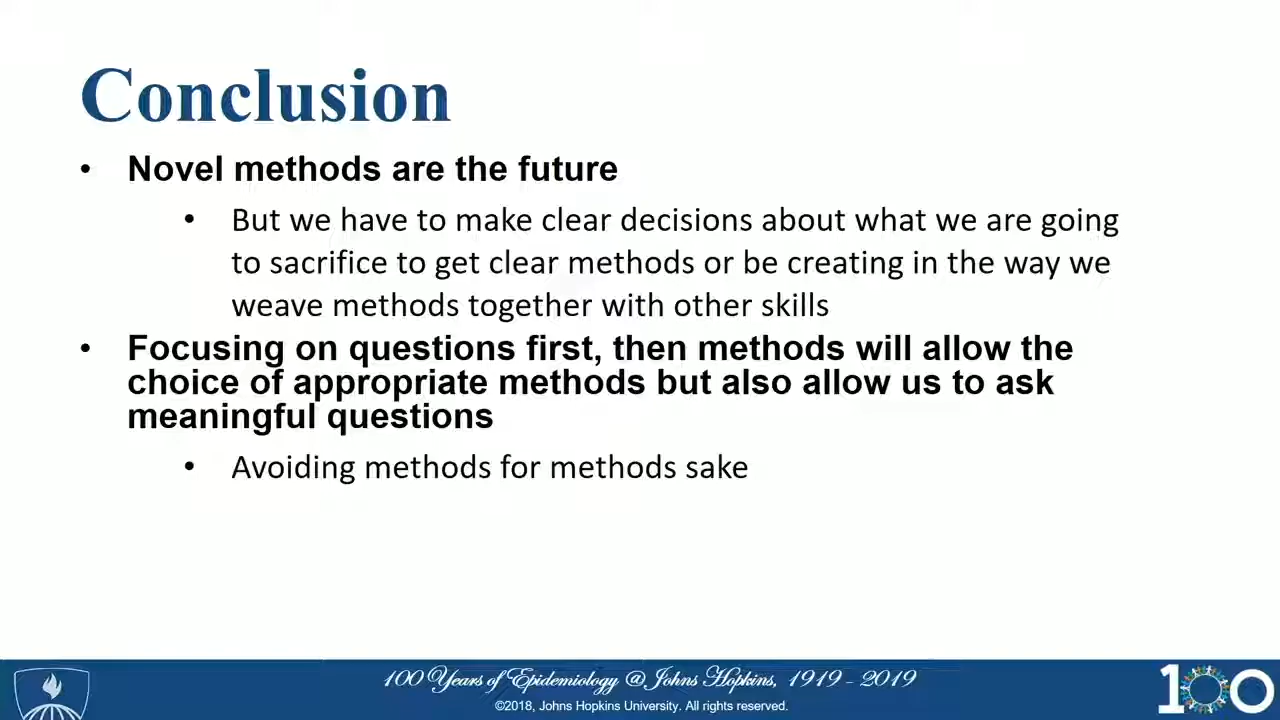 Conclusion
• Novel methods are the future
• But we have to make clear decisions about what we are going
to sacrifice to get clear methods or be creating in the way we
weave methods together with other skills
• Focusing on questions first, then methods will allow the
choice of appropriate methods but also allow us to ask
meaningful questions
• Avoiding methods for methods sake
100 Years of Epidemiology @ Johns Hopkins, 1919 - 2019
©2018, Johns Hopkins University. All rights reserved.
100